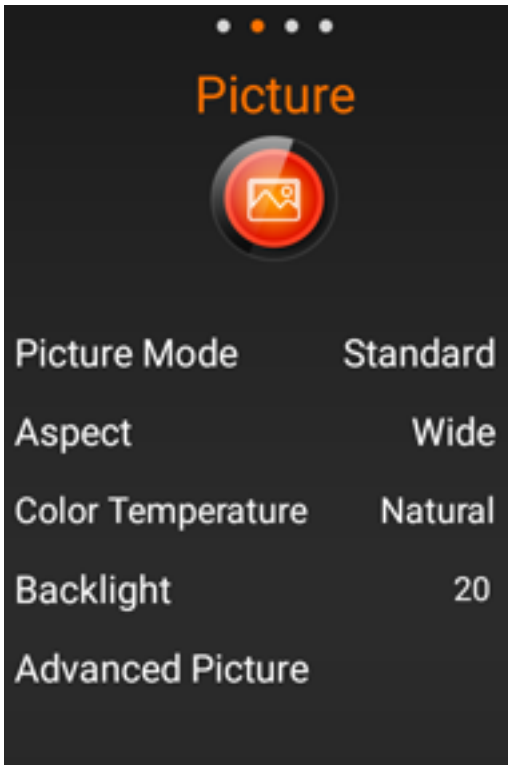 Picture
Picture Mode Standard
Aspect Wide
Color Temperature Natural
Backlight 20
Advanced Picture